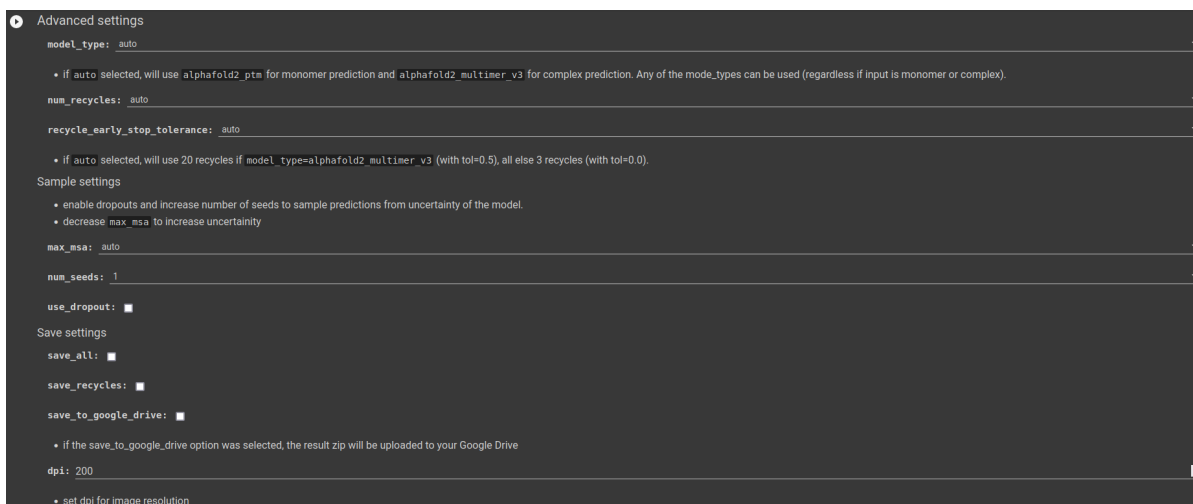 Advanced settings
model_type: auto
• if auto selected, will use alphafold2_ptm for monomer prediction and alphafold2_multimer_v3 for complex prediction. Any of the mode_types can be used (regardless if input is monomer or complex).
num_recycles: auto
recycle_early_stop_tolerance: auto
• if auto selected, will use 20 recycles if model_type=alphafold2_multimer_v3 (with tol=0.5), all else 3 recycles (with tol=0.0).
Sample settings
• enable dropouts and increase number of seeds to sample predictions from uncertainty of the model.
• decrease max_msa to increase uncertainity
max_msa: auto
num_seeds: 1
use_dropout:
Save settings
save_all:
save_recycles:
save_to_google_drive:
• if the save_to_google_drive option was selected, the result zip will be uploaded to your Google Drive
dpi: 200
• set dpi for image resolution